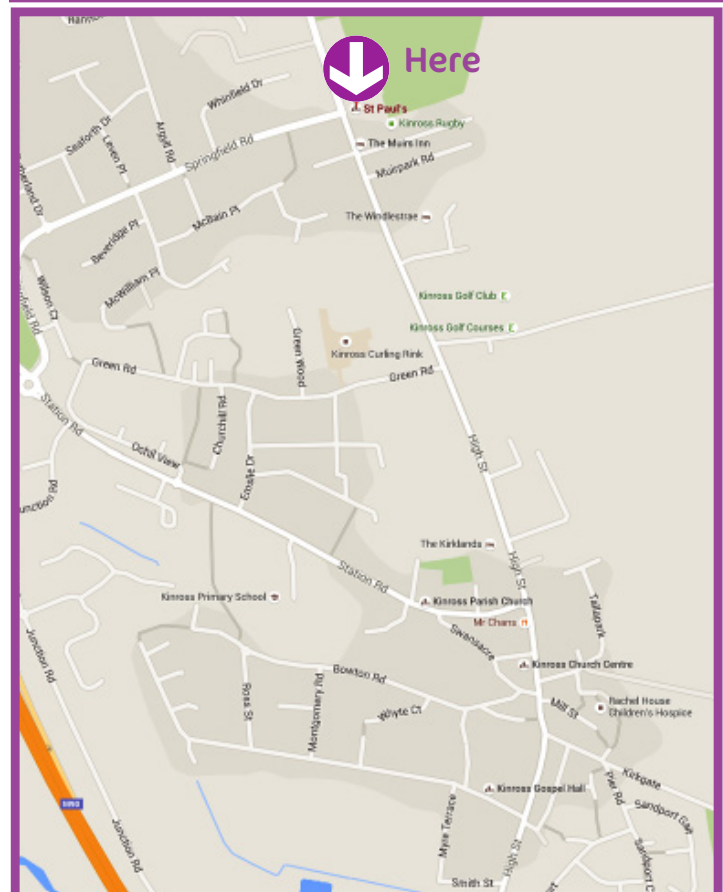 Here
St Paul's
Kinross Rugby
Whinfield Dr
The Muirs Inn
Seaforth Dr
Leven Pl
Argyll Rd
Springfield Rd
Muirpark Rd
McBain Pl
The Windlestrae
Beveridge Pl
McWilliam Pl
Wilson Ct
Kinross Golf Club
Kinross Golf Courses
Green Wood
Kinross Curling Rink
Green Rd
Green Rd
Churchill Rd
Station Rd
Ochil View
Emslie Dr
High St
The Kirklands
High St
Station Rd
Kinross Primary School
Kinross Parish Church
Mr Chans
Swansacre
Junction Rd
Kinross Church Centre
Bowton Rd
Ross St
Montgomery Rd
Whyte Ct
Mill St
Rachel House
Children's Hospice
Kirkgate
Kinross Gospel Hall
Pier Rd
Myre Terrace
Junction Rd
High St
Smith St